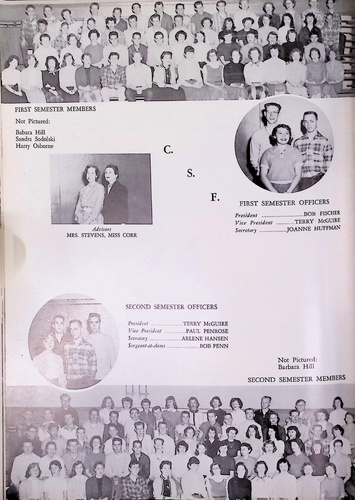 FIRST SEMESTER MEMBERS
Not Pictured:
Babara Hill
Sandra Sodolski
Harry Osborne
C.
S.
F.
Advisors
MRS. STEVENS, MISS CORR
FIRST SEMESTER OFFICERS
President BOB FISCHER
Vice President TERRY McGUIRE
Secretary JOANNE HUFFMAN
SECOND SEMESTER OFFICERS
President TERRY McGUIRE
Vice President PAUL PENROSE
Secretary ARLENE HANSEN
Sergeant-at-Arms BOB PENN
Not Pictured:
Barbara Hill
SECOND SEMESTER MEMBERS